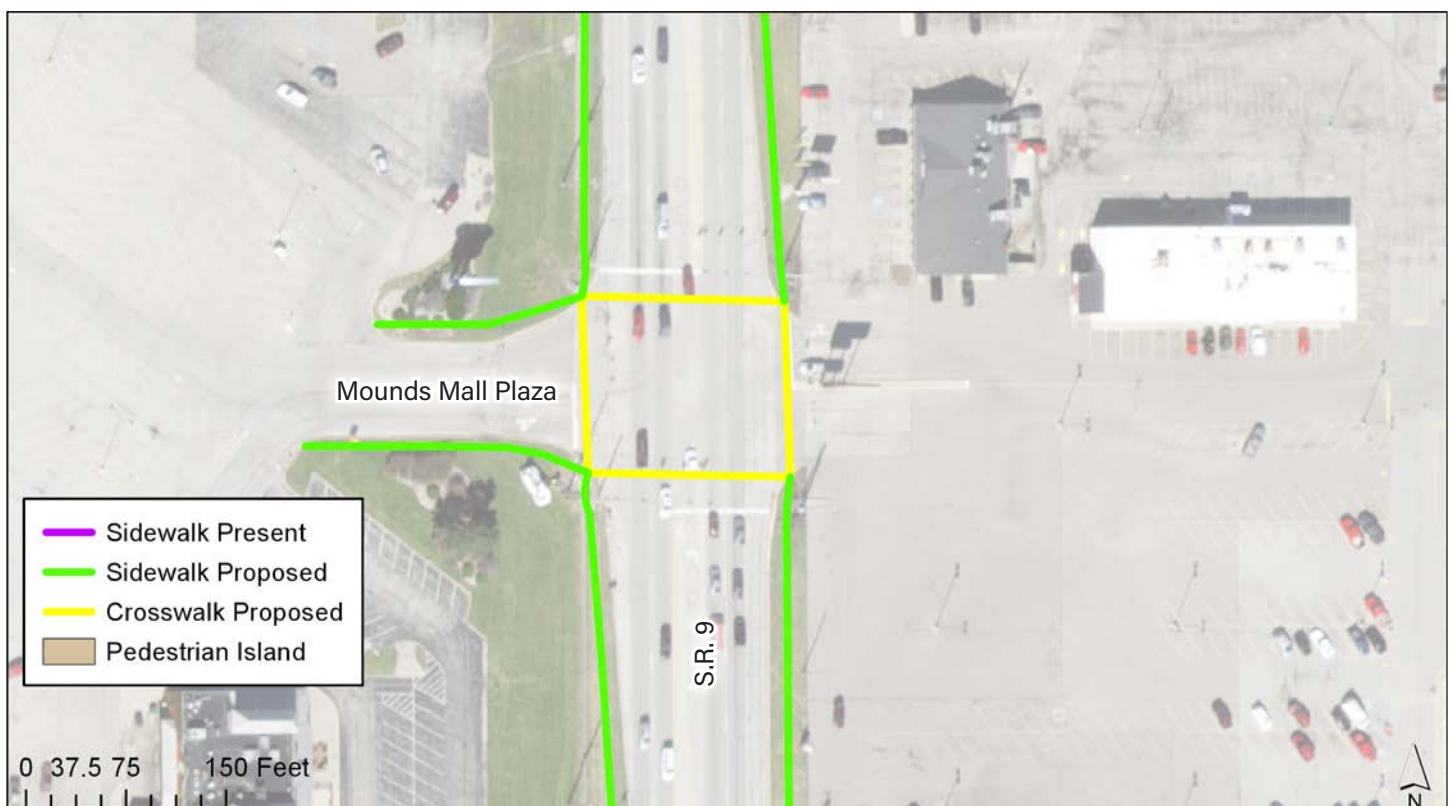 Mounds Mall Plaza
Sidewalk Present
Sidewalk Proposed
Crosswalk Proposed
Pedestrian Island
S.R. 9
0 37.5 75 150 Feet
N